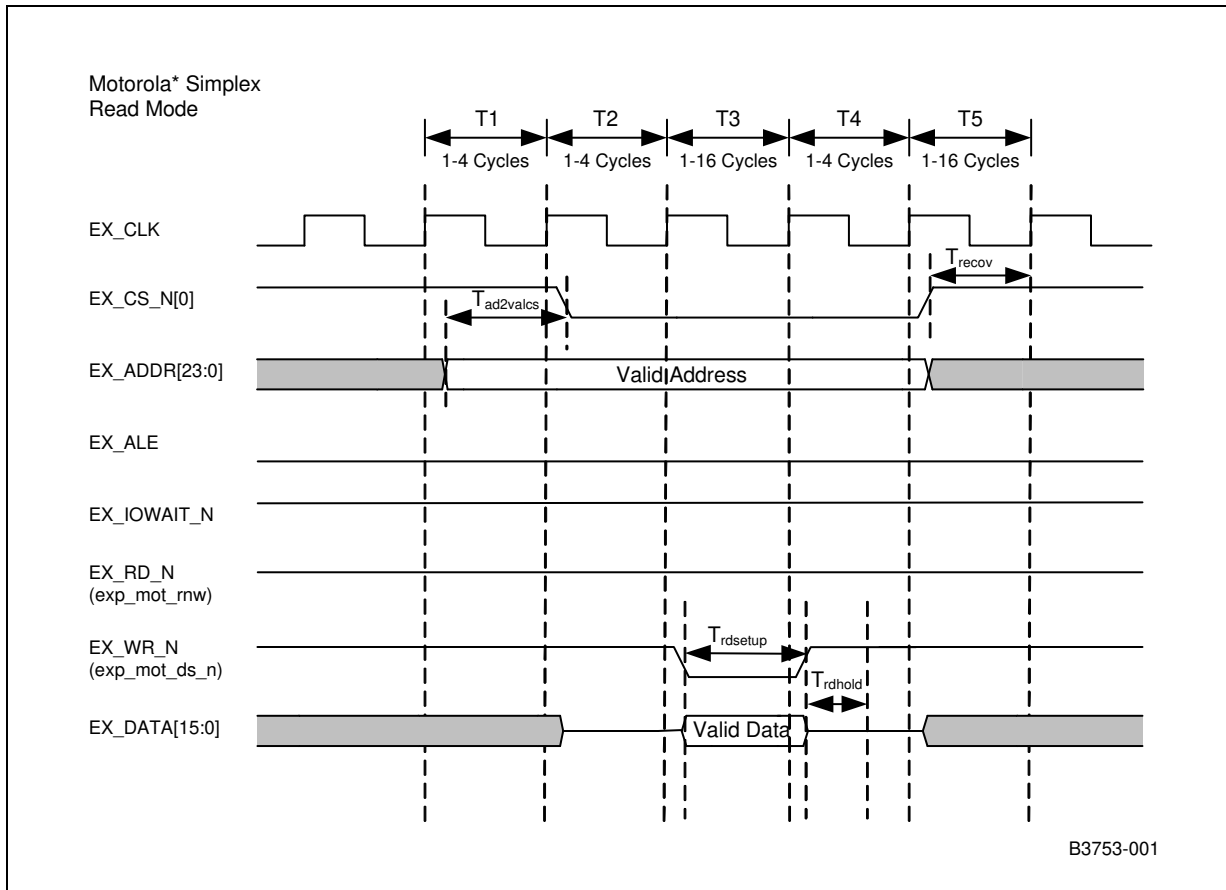 Motorola* Simplex
Read Mode
T1 T2 T3 T4 T5
1-4 Cycles 1-4 Cycles 1-16 Cycles 1-4 Cycles 1-16 Cycles
EX_CLK
Trecov
EX_CS_N[0]
Tad2valcs
EX_ADDR[23:0]
Valid Address
EX_ALE
EX_IOWAIT_N
EX_RD_N
(exp_mot_rnw)
EX_WR_N
(exp_mot_ds_n)
Trdsetup
Trdhold
EX_DATA[15:0]
Valid Data
B3753-001